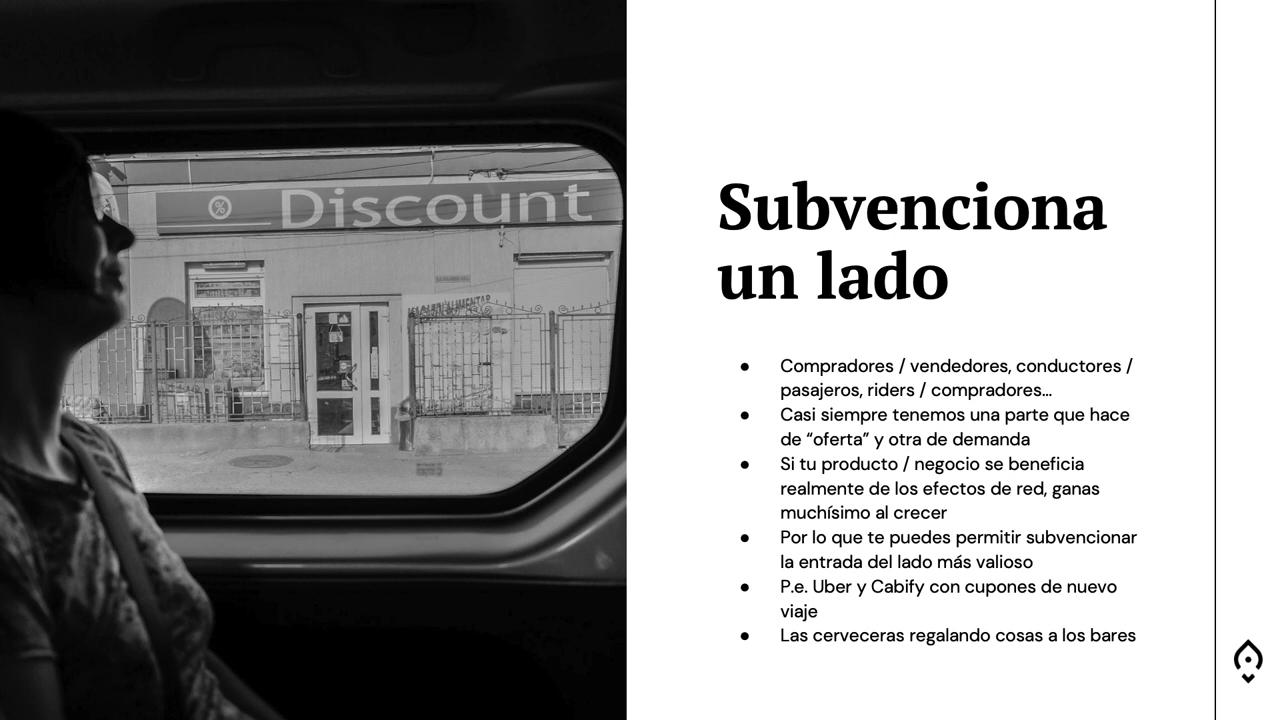 Discount
%
Subvenciona
un lado
● Compradores / vendedores, conductores /
pasajeros, riders / compradores...
● Casi siempre tenemos una parte que hace
de “oferta” y otra de demanda
● Si tu producto / negocio se beneficia
realmente de los efectos de red, ganas
muchísimo al crecer
● Por lo que te puedes permitir subvencionar
la entrada del lado más valioso
● P.e. Uber y Cabify con cupones de nuevo
viaje
● Las cerveceras regalando cosas a los bares